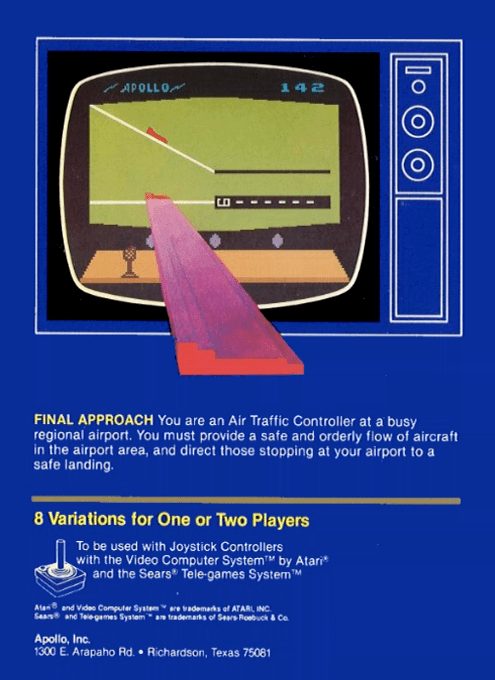 APOLLO 142
FINAL APPROACH You are an Air Traffic Controller at a busy
regional airport. You must provide a safe and orderly flow of aircraft
in the airport area, and direct those stopping at your airport to a
safe landing.
8 Variations for One or Two Players
To be used with Joystick Controllers
with the Video Computer System™ by Atari®
and the Sears® Tele-games System™
Atari® and Video Computer System™ are trademarks of ATARI, INC.
Sears® and Tele-games System™ are trademarks of Sears Roebuck & Co.
Apollo, Inc.
1300 E. Arapaho Rd. • Richardson, Texas 75081